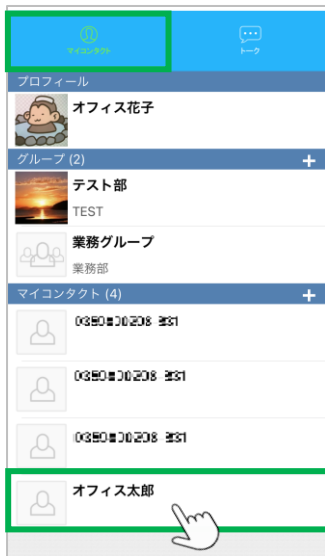 マイコンタクト
トーク
プロフィール
オフィス花子
グループ (2)
+
テスト部
TEST
業務グループ
業務部
マイコンタクト (4)
+
オフィス太郎